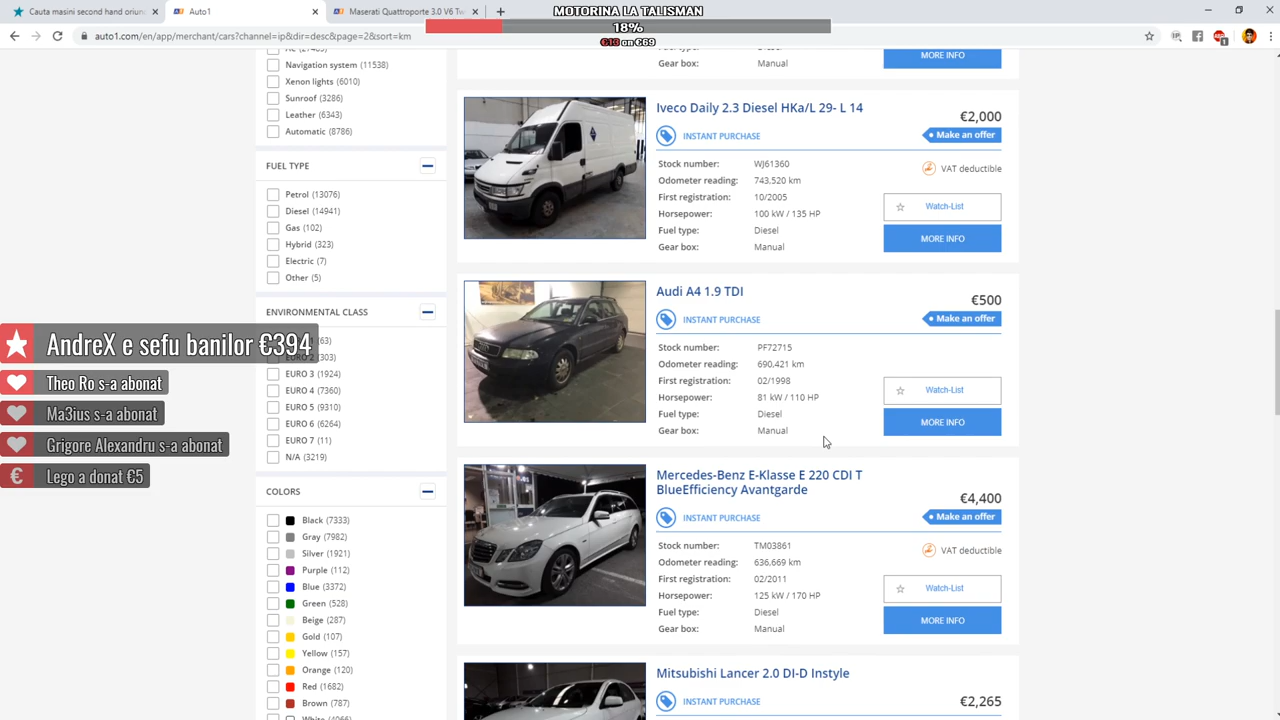 Cauta masini second hand oriun
Auto1
Maserati Quattroporte 3.0 V6 Tw
MOTORINA LA TALISMAN
18%
€13 on €69
auto1.com/en/app/merchant/cars?channel=ip&dir=desc&page=2&sort=km
Navigation system (11538)
Xenon lights (6010)
Sunroof (3286)
Leather (6343)
Automatic (8786)
FUEL TYPE
Petrol (13076)
Diesel (14941)
Gas (102)
Hybrid (323)
Electric (7)
Other (5)
ENVIRONMENTAL CLASS
(63)
(303)
EURO 3 (1924)
EURO 4 (7360)
EURO 5 (9310)
EURO 6 (6264)
EURO 7 (11)
N/A (3219)
COLORS
Black (7333)
Gray (7982)
Silver (1921)
Purple (112)
Blue (3372)
Green (528)
Beige (287)
Gold (107)
Yellow (157)
Orange (120)
Red (1682)
Brown (787)
White (4066)
AndreX e sefu banilor €394
Theo Ro s-a abonat
Ma3ius s-a abonat
Grigore Alexandru s-a abonat
€ Lego a donat €5
Gear box: Manual
MORE INFO
Iveco Daily 2.3 Diesel HKa/L 29- L 14
€2,000
INSTANT PURCHASE
Make an offer
Stock number: WJ61360
VAT deductible
Odometer reading: 743,520 km
First registration: 10/2005
Watch-List
Horsepower: 100 kW / 135 HP
Fuel type: Diesel
MORE INFO
Gear box: Manual
Audi A4 1.9 TDI
€500
INSTANT PURCHASE
Make an offer
Stock number: PF72715
Odometer reading: 690,421 km
First registration: 02/1998
Watch-List
Horsepower: 81 kW / 110 HP
Fuel type: Diesel
MORE INFO
Gear box: Manual
Mercedes-Benz E-Klasse E 220 CDI T
BlueEfficiency Avantgarde
€4,400
INSTANT PURCHASE
Make an offer
Stock number: TM03861
VAT deductible
Odometer reading: 636,669 km
First registration: 02/2011
Watch-List
Horsepower: 125 kW / 170 HP
Fuel type: Diesel
MORE INFO
Gear box: Manual
Mitsubishi Lancer 2.0 DI-D Instyle
€2,265
INSTANT PURCHASE